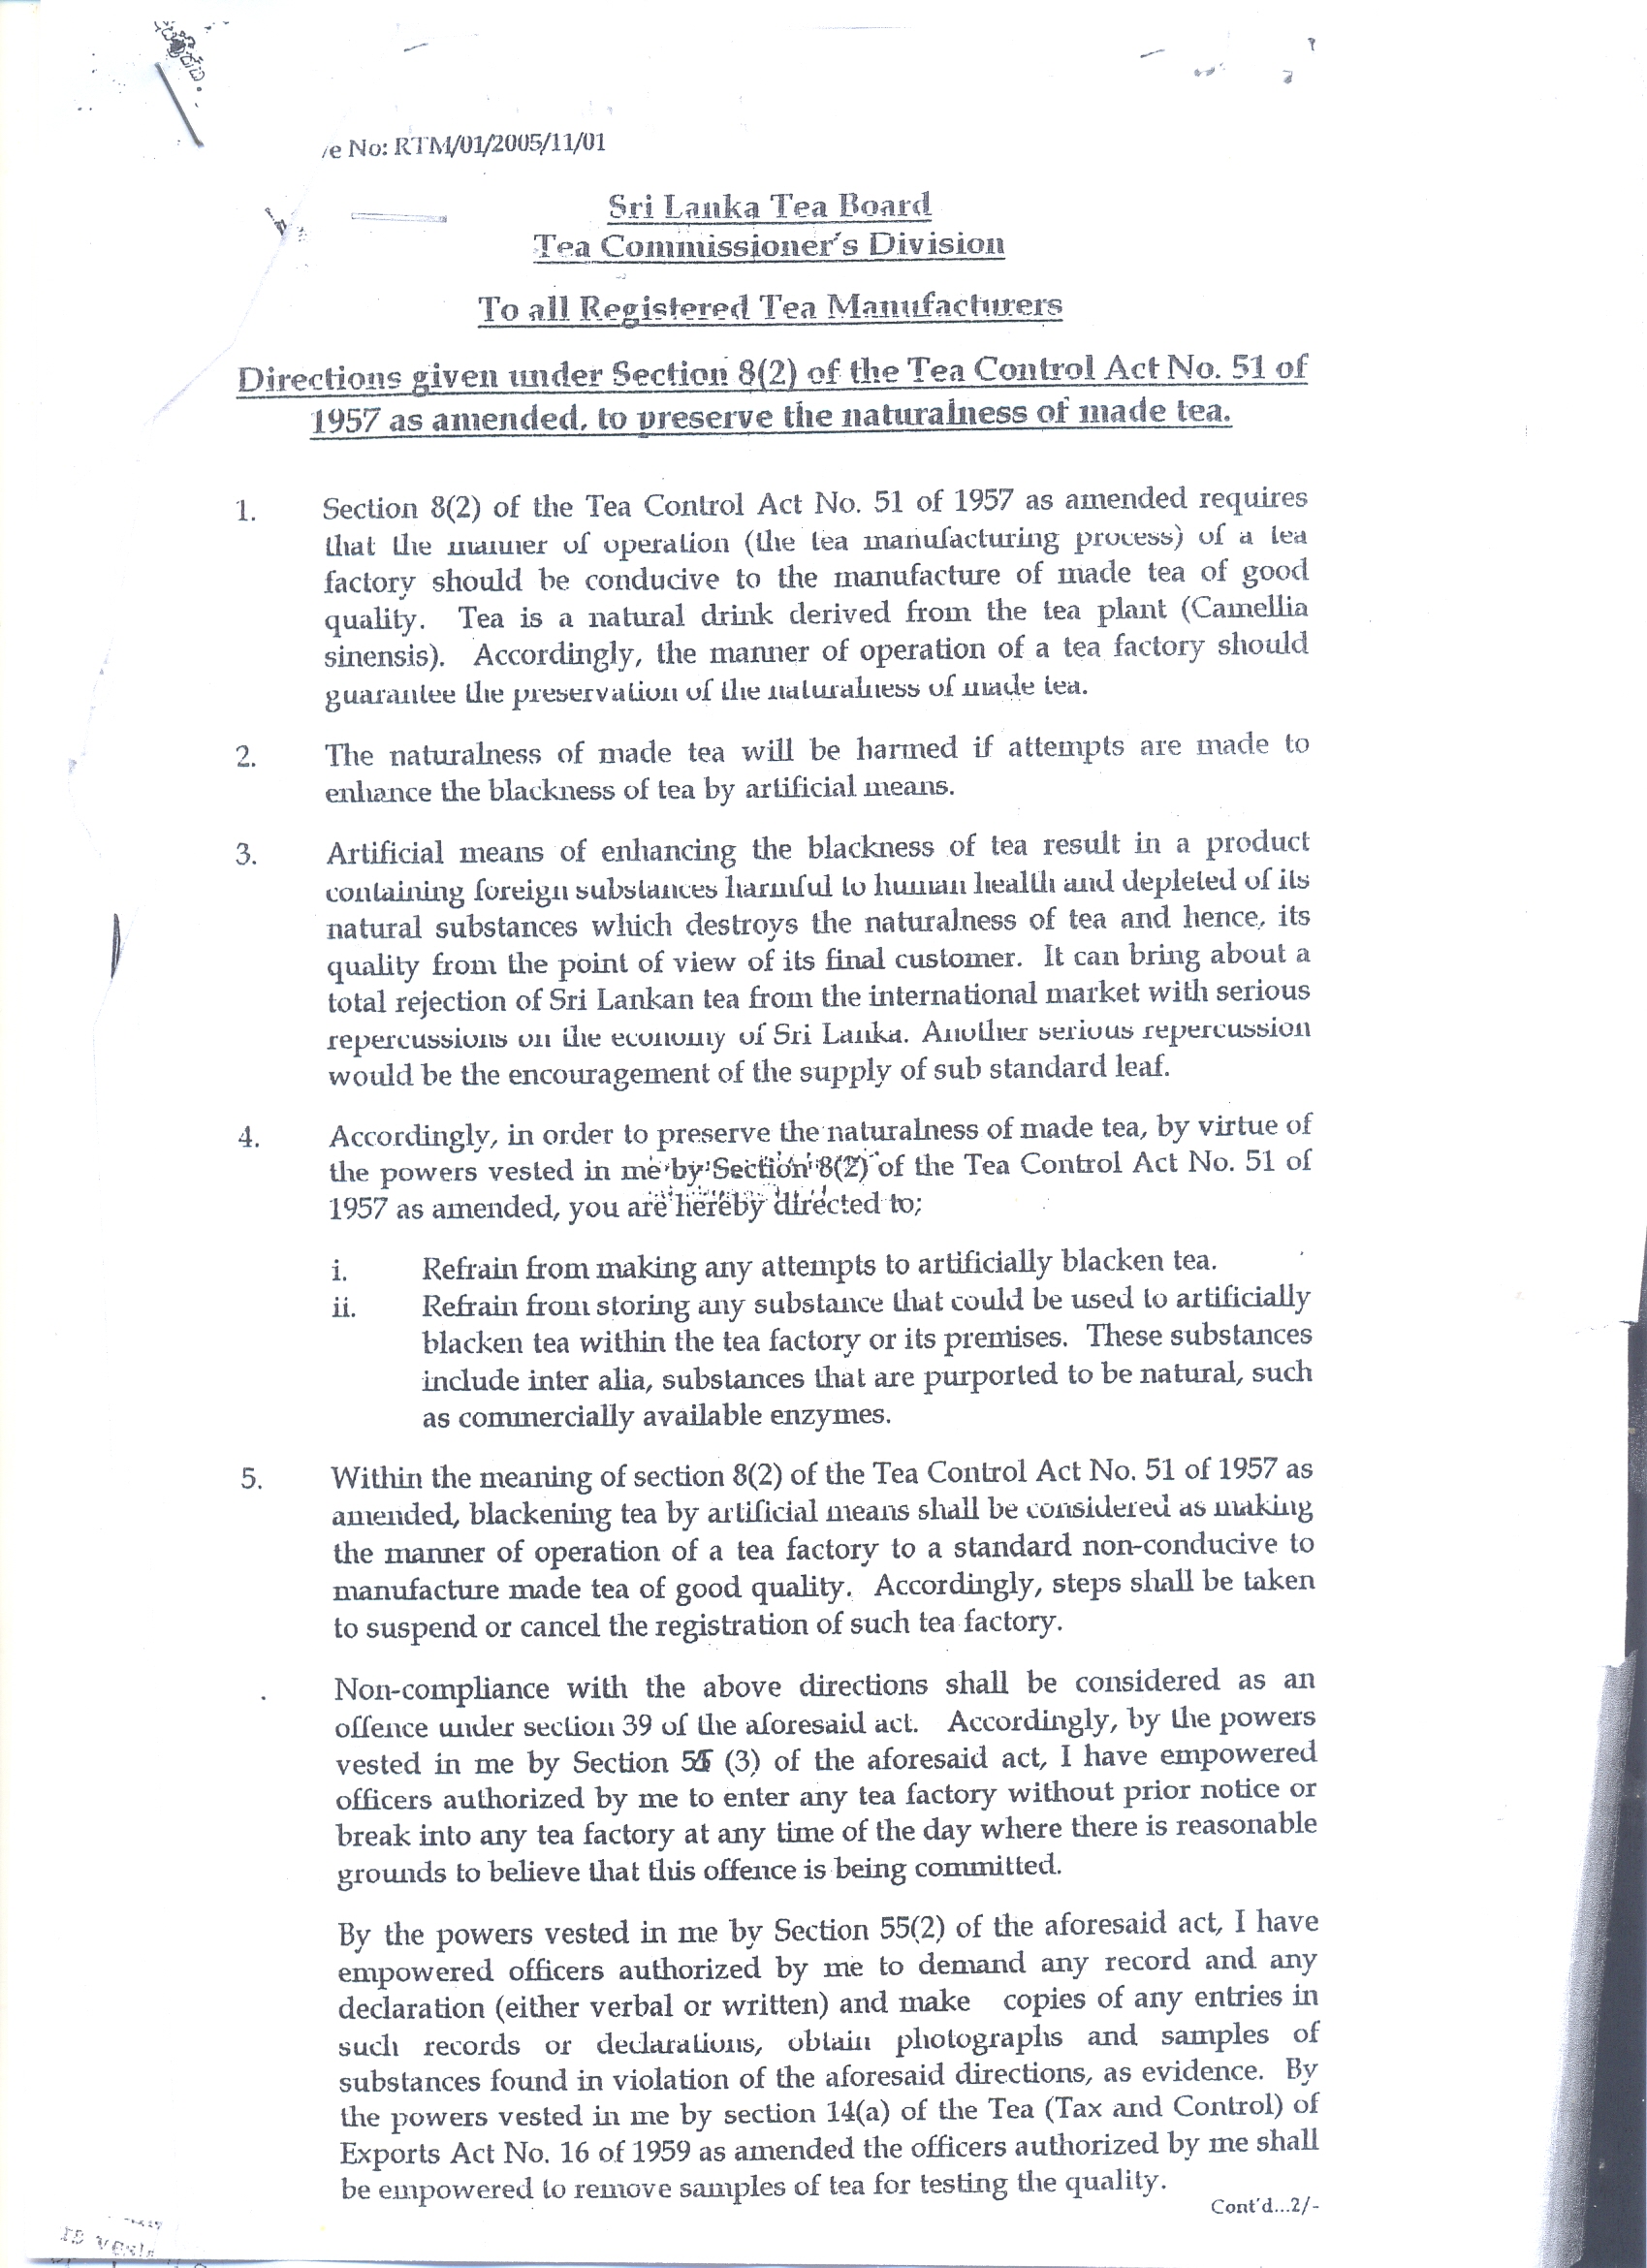 e No: RTM/01/2005/11/01
Sri Lanka Tea Board
Tea Commissioner's Division
To all Registered Tea Manufacturers
Directions given under Section 8(2) of the Tea Control Act No. 51 of
1957 as amended, to preserve the naturalness of made tea.
1. Section 8(2) of the Tea Control Act No. 51 of 1957 as amended requires
that the manner of operation (the tea manufacturing process) of a tea
factory should be conducive to the manufacture of made tea of good
quality. Tea is a natural drink derived from the tea plant (Camellia
sinensis). Accordingly, the manner of operation of a tea factory should
guarantee the preservation of the naturalness of made tea.
2. The naturalness of made tea will be harmed if attempts are made to
enhance the blackness of tea by artificial means.
3. Artificial means of enhancing the blackness of tea result in a product
containing foreign substances harmful to human health and depleted of its
natural substances which destroys the naturalness of tea and hence, its
quality from the point of view of its final customer. It can bring about a
total rejection of Sri Lankan tea from the international market with serious
repercussions on the economy of Sri Lanka. Another serious repercussion
would be the encouragement of the supply of sub standard leaf.
4. Accordingly, in order to preserve the naturalness of made tea, by virtue of
the powers vested in me by Section 8(2) of the Tea Control Act No. 51 of
1957 as amended, you are hereby directed to;
i. Refrain from making any attempts to artificially blacken tea.
ii. Refrain from storing any substance that could be used to artificially
blacken tea within the tea factory or its premises. These substances
include inter alia, substances that are purported to be natural, such
as commercially available enzymes.
5. Within the meaning of section 8(2) of the Tea Control Act No. 51 of 1957 as
amended, blackening tea by artificial means shall be considered as making
the manner of operation of a tea factory to a standard non-conducive to
manufacture made tea of good quality. Accordingly, steps shall be taken
to suspend or cancel the registration of such tea factory.
Non-compliance with the above directions shall be considered as an
offence under section 39 of the aforesaid act. Accordingly, by the powers
vested in me by Section (3) of the aforesaid act, I have empowered
officers authorized by me to enter any tea factory without prior notice or
break into any tea factory at any time of the day where there is reasonable
grounds to believe that this offence is being committed.
By the powers vested in me by Section 55(2) of the aforesaid act, I have
empowered officers authorized by me to demand any record and any
declaration (either verbal or written) and make copies of any entries in
such records or declarations, obtain photographs and samples of
substances found in violation of the aforesaid directions, as evidence. By
the powers vested in me by section 14(a) of the Tea (Tax and Control) of
Exports Act No. 16 of 1959 as amended the officers authorized by me shall
be empowered to remove samples of tea for testing the quality.
Cont'd...2/-